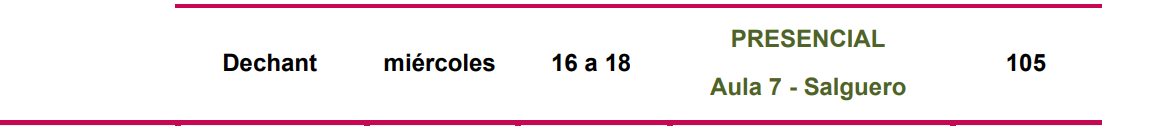 PRESENCIAL
Dechant miércoles 16 a 18 105
Aula 7 - Salguero